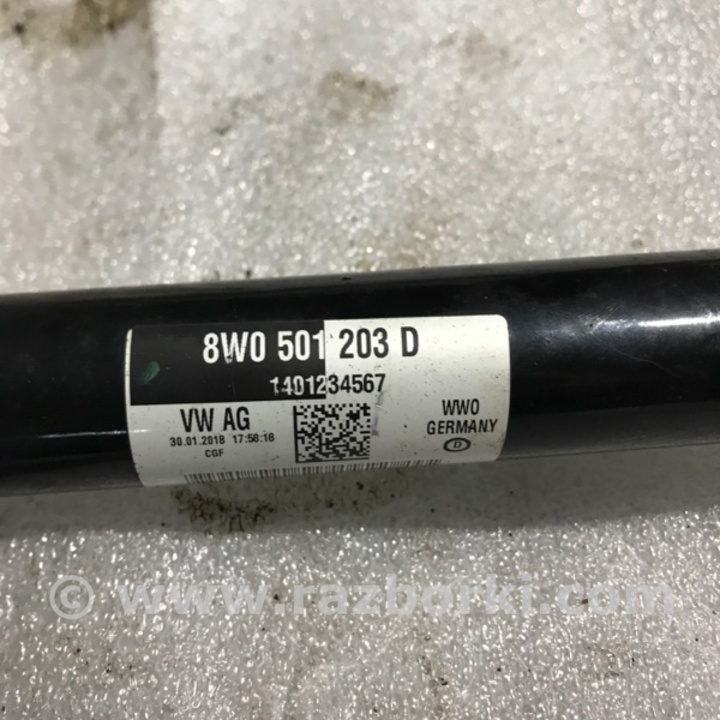 8W0 501 203 D
1401234567
VW AG
30.01.2018 17:58:18
CGF
WWO
GERMANY
D
© www.razborki.com